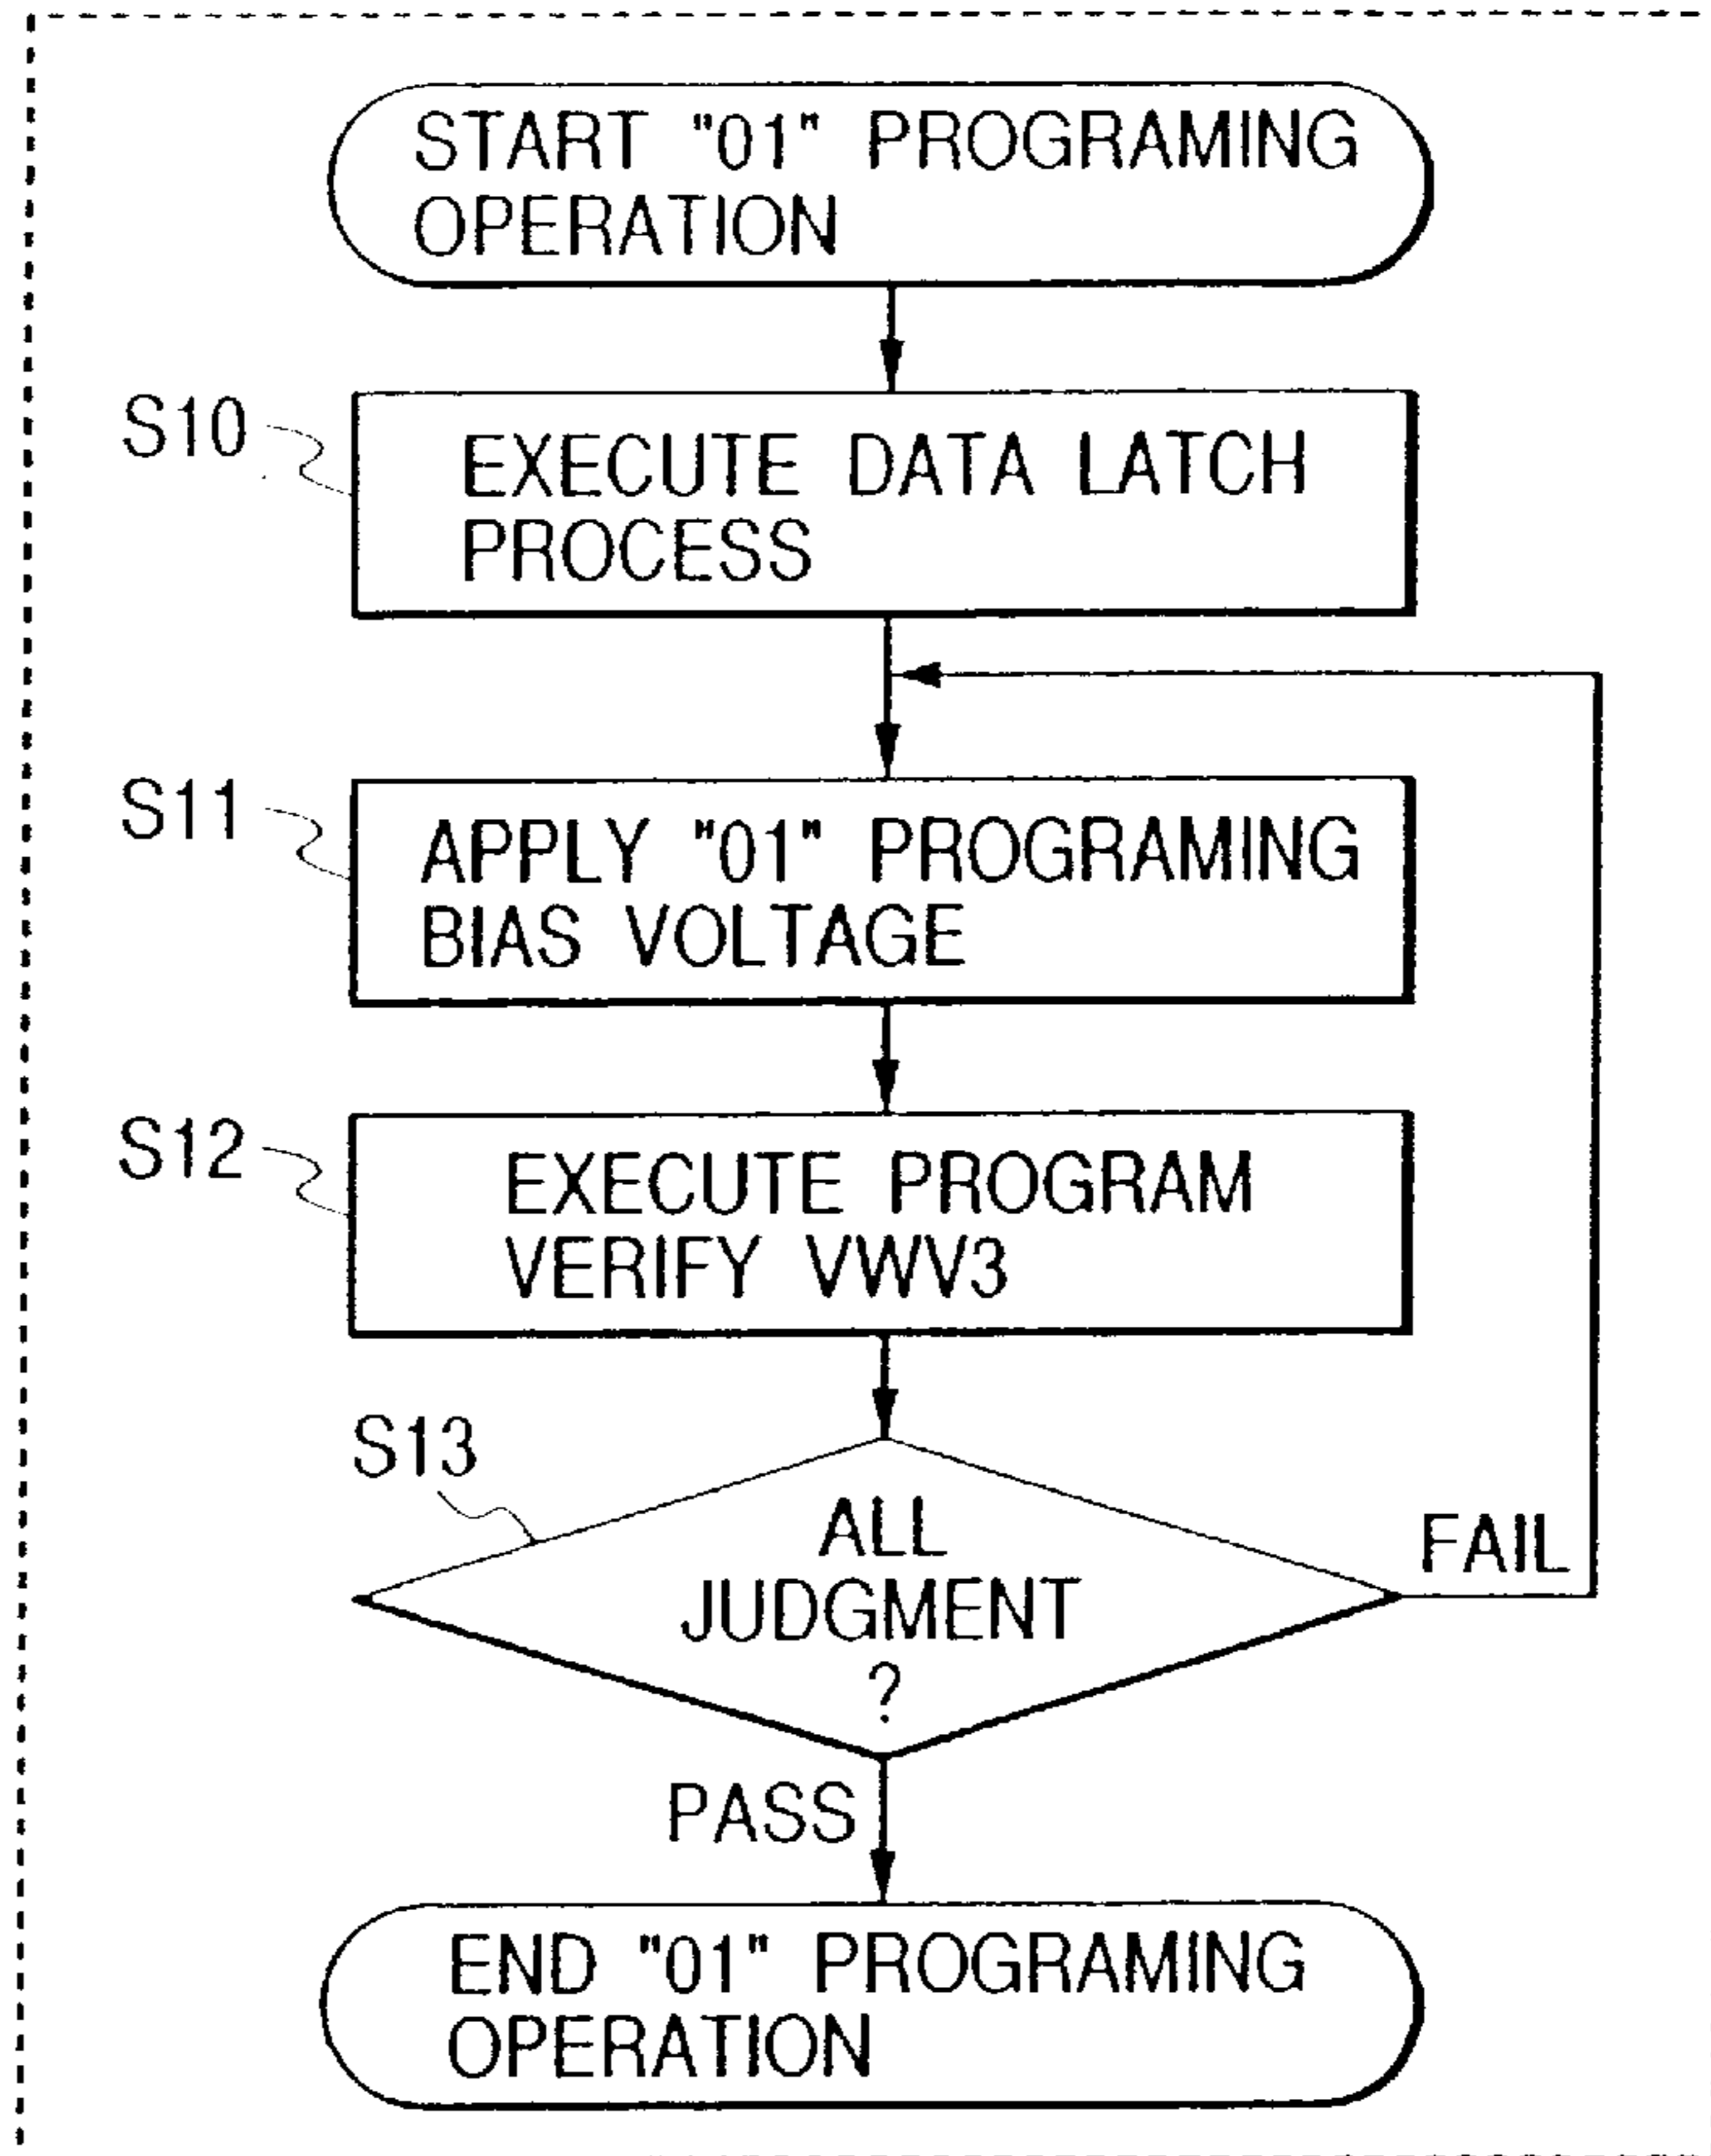 START "01" PROGRAMING
OPERATION
S10
EXECUTE DATA LATCH
PROCESS
S11
APPLY "01" PROGRAMING
BIAS VOLTAGE
S12
EXECUTE PROGRAM
VERIFY VWV3
S13
ALL
JUDGMENT
?
FAIL
PASS
END "01" PROGRAMING
OPERATION